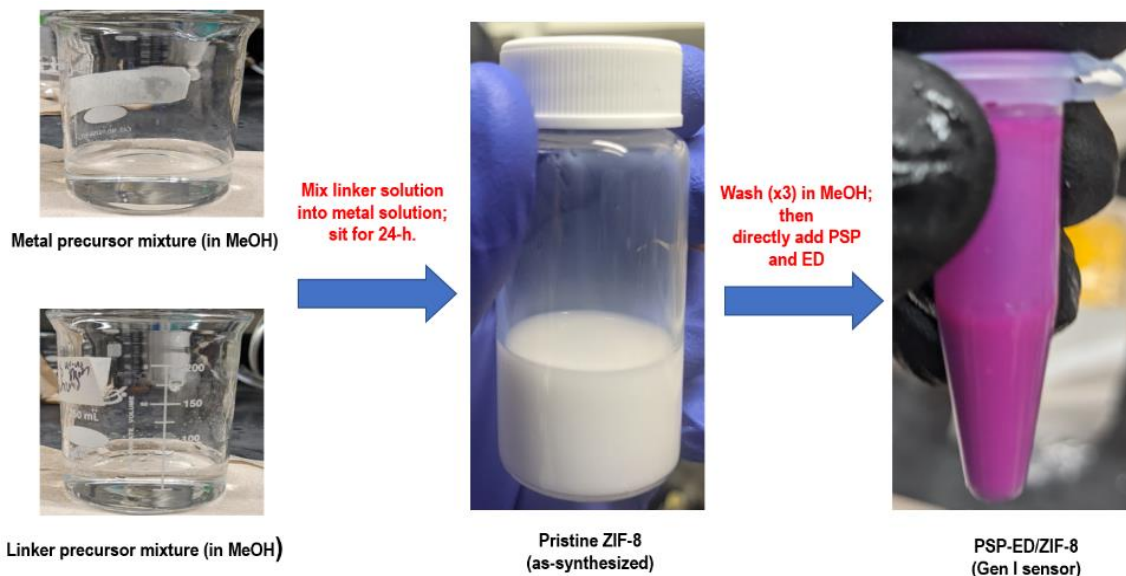 Metal precursor mixture (in MeOH)
Mix linker solution
into metal solution;
sit for 24-h.
Wash (x3) in MeOH;
then
directly add PSP
and ED
200
150
100
Linker precursor mixture (in MeOH)
Pristine ZIF-8
(as-synthesized)
PSP-ED/ZIF-8
(Gen I sensor)